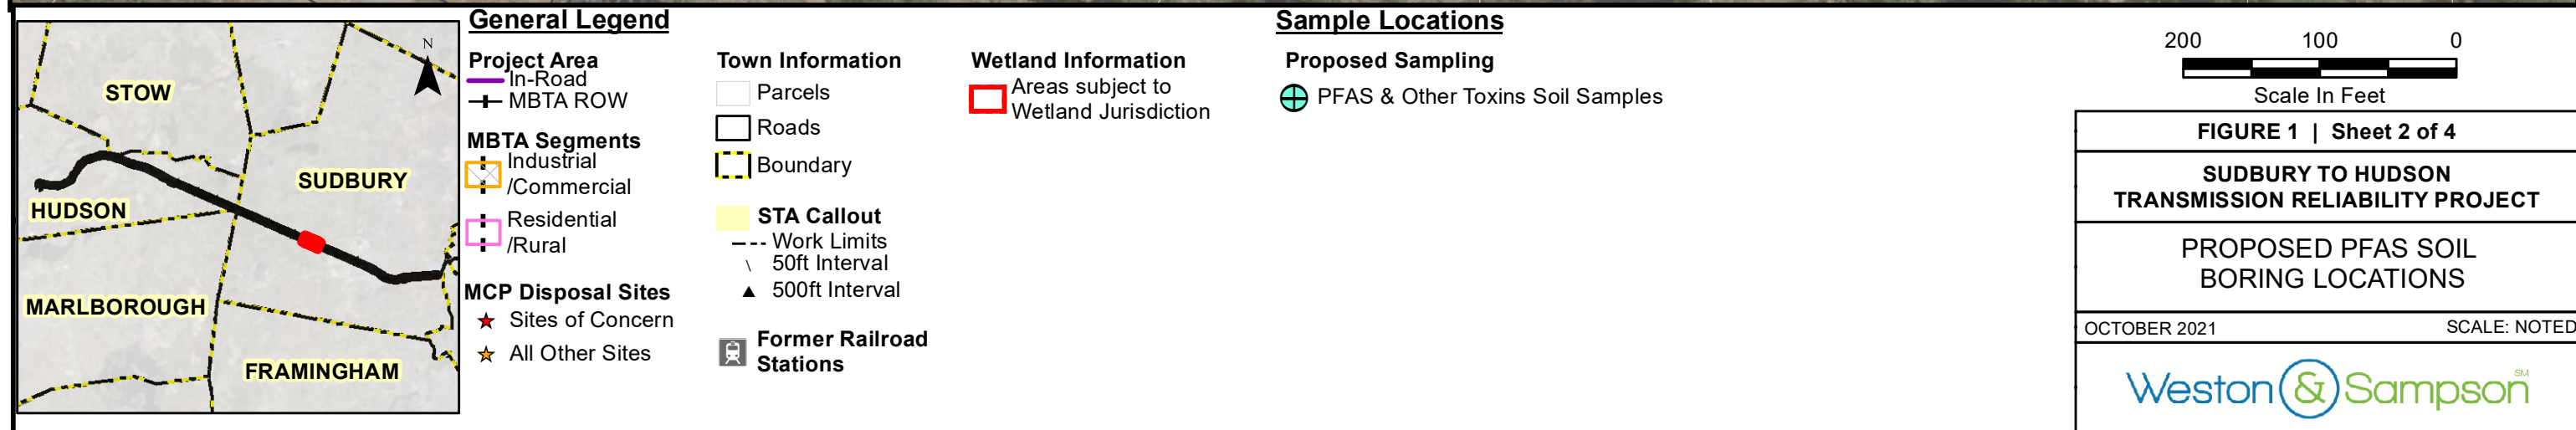 N
STOW
SUDBURY
HUDSON
MARLBOROUGH
FRAMINGHAM
General Legend
Project Area
In-Road
MBTA ROW
MBTA Segments
Industrial
/Commercial
Residential
/Rural
MCP Disposal Sites
Sites of Concern
All Other Sites
Town Information
Parcels
Roads
Boundary
STA Callout
Work Limits
50ft Interval
500ft Interval
Former Railroad
Stations
Wetland Information
Areas subject to
Wetland Jurisdiction
Sample Locations
Proposed Sampling
PFAS & Other Toxins Soil Samples
200 100 0
Scale In Feet
FIGURE 1 | Sheet 2 of 4
SUDBURY TO HUDSON
TRANSMISSION RELIABILITY PROJECT
PROPOSED PFAS SOIL
BORING LOCATIONS
OCTOBER 2021 SCALE: NOTED
Weston & Sampson SM